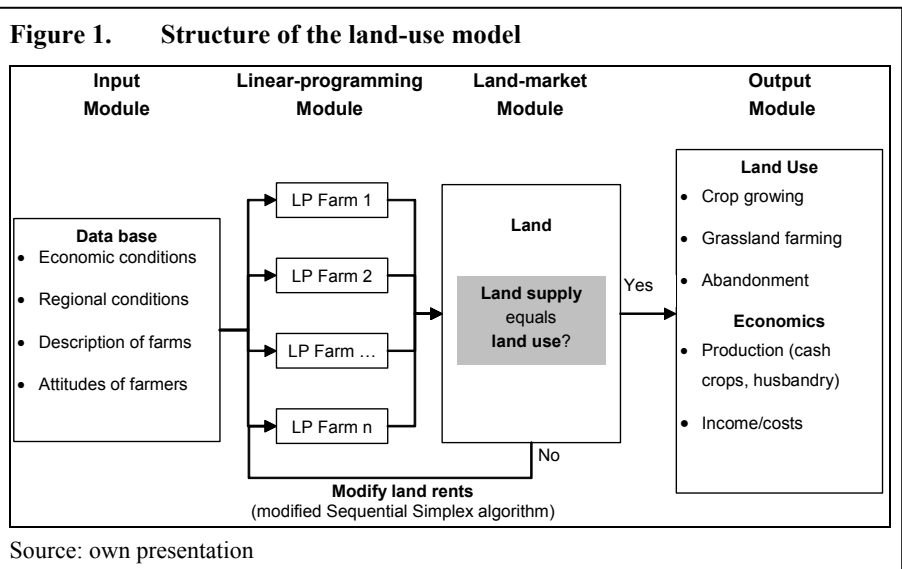 Figure 1. Structure of the land-use model
Input
Module
Linear-programming
Module
Land-market
Module
Output
Module
Data base
• Economic conditions
• Regional conditions
• Description of farms
• Attitudes of farmers
LP Farm 1
LP Farm 2
LP Farm ...
LP Farm n
Land
Land supply
equals
land use?
Yes
No
Modify land rents
(modified Sequential Simplex algorithm)
Land Use
• Crop growing
• Grassland farming
• Abandonment
Economics
• Production (cash
crops, husbandry)
• Income/costs
Source: own presentation